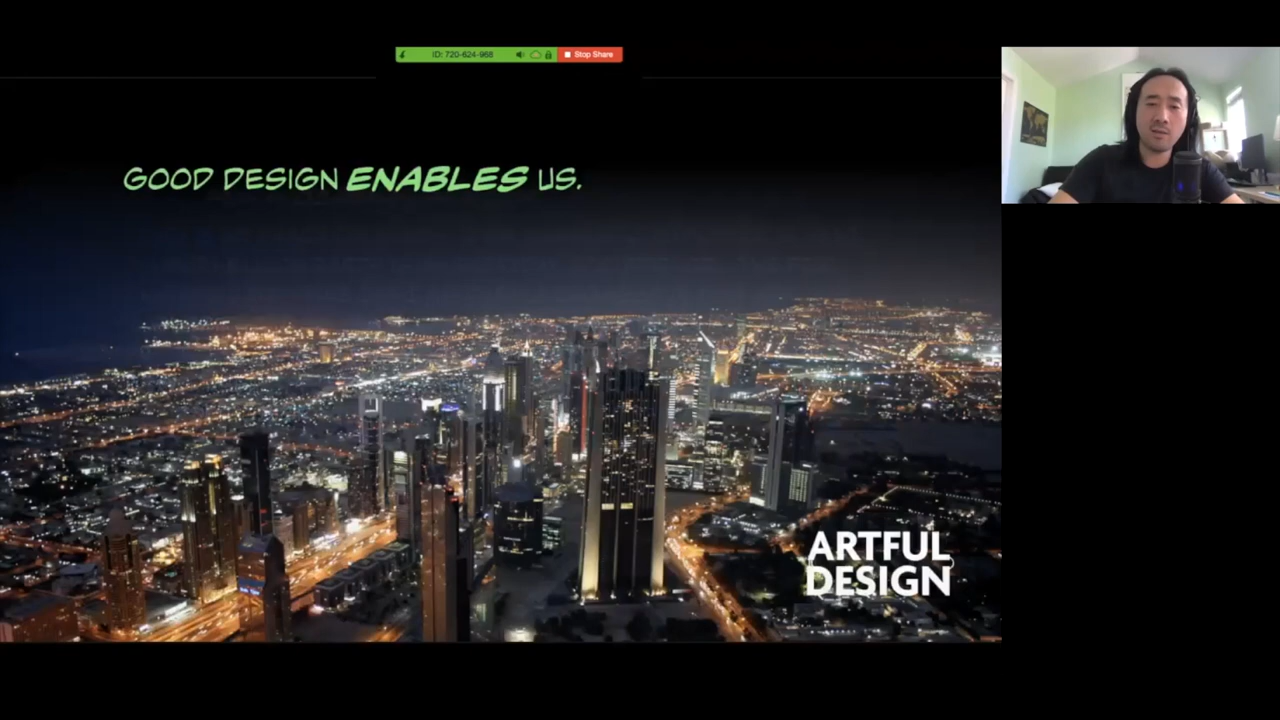 ID: 720-624-968
Stop Share
GOOD DESIGN ENABLES US.
ARTFUL
DESIGN